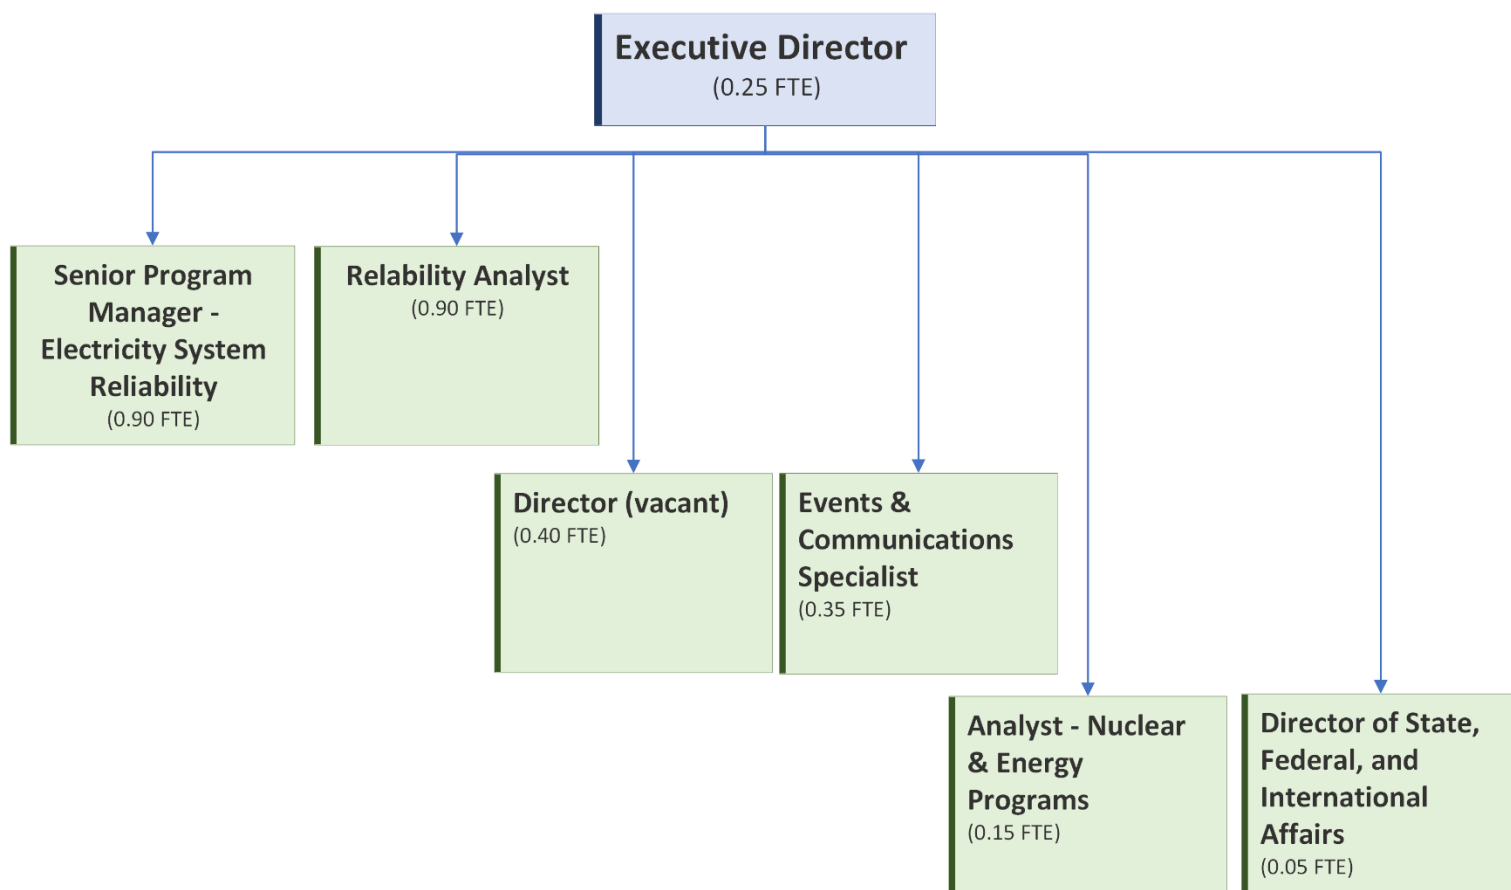 Executive Director
(0.25 FTE)
Senior Program
Manager -
Electricity System
Reliability
(0.90 FTE)
Relability Analyst
(0.90 FTE)
Director (vacant)
(0.40 FTE)
Events &
Communications
Specialist
(0.35 FTE)
Analyst - Nuclear
& Energy
Programs
(0.15 FTE)
Director of State,
Federal, and
International
Affairs
(0.05 FTE)